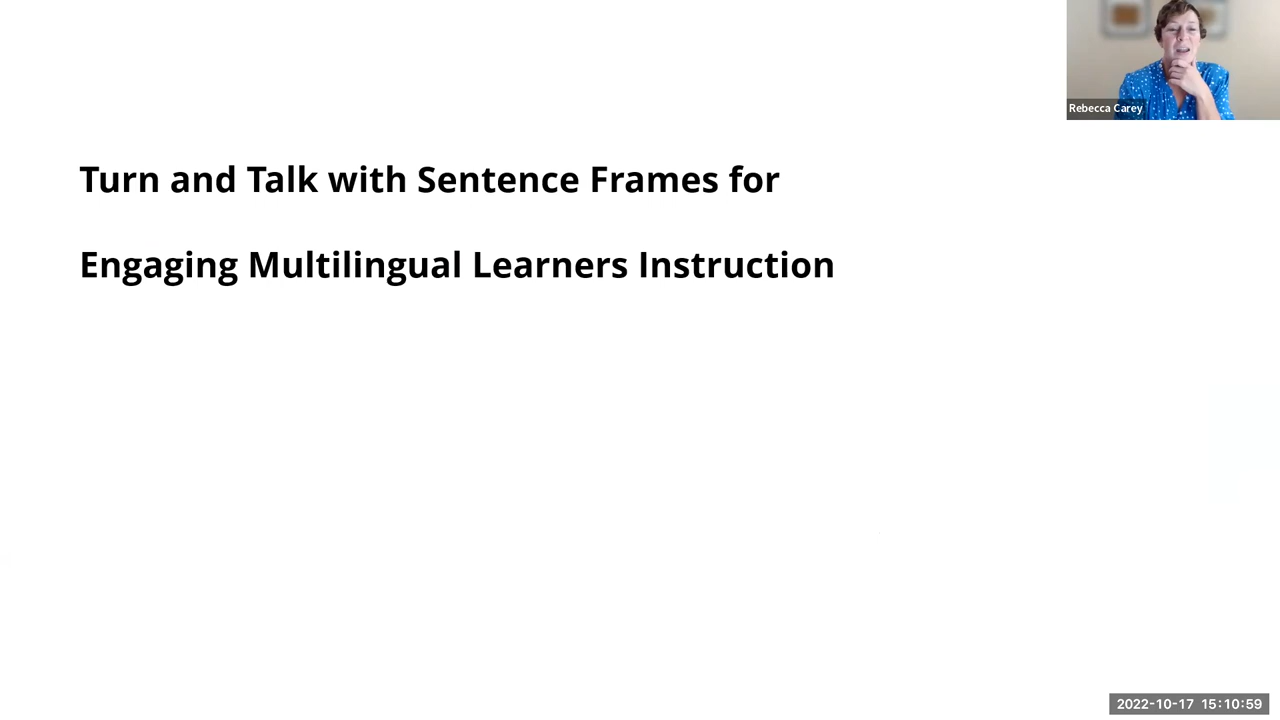 Rebecca Carey
Turn and Talk with Sentence Frames for
Engaging Multilingual Learners Instruction
2022-10-17 15:10:59